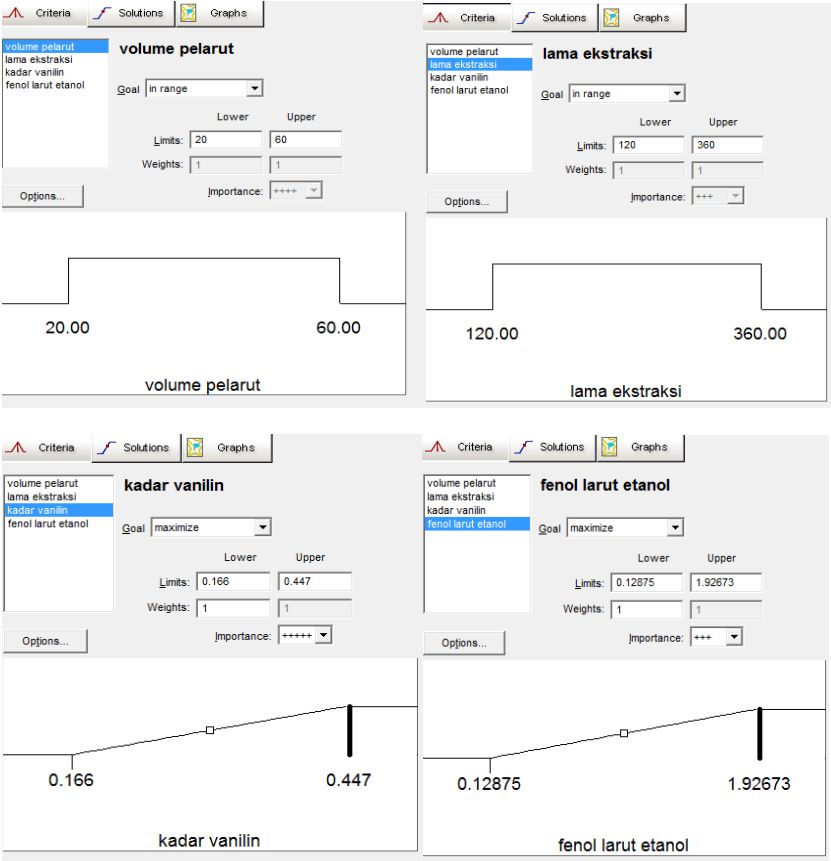 Criteria Solutions Graphs
volume pelarut
lama ekstraksi
kadar vanilin
fenol larut etanol
volume pelarut
Goal in range
Lower Upper
Limits: 20 60
Weights: 1 1
Importance: ++++
Options...
20.00 60.00
volume pelarut
Criteria Solutions Graphs
volume pelarut
lama ekstraksi
kadar vanilin
fenol larut etanol
lama ekstraksi
Goal in range
Lower Upper
Limits: 120 360
Weights: 1 1
Importance: +++
Options...
120.00 360.00
lama ekstraksi
Criteria Solutions Graphs
volume pelarut
lama ekstraksi
kadar vanilin
fenol larut etanol
kadar vanilin
Goal maximize
Lower Upper
Limits: 0.166 0.447
Weights: 1 1
Importance: +++++
Options...
0.166 0.447
kadar vanilin
Criteria Solutions Graphs
volume pelarut
lama ekstraksi
kadar vanilin
fenol larut etanol
fenol larut etanol
Goal maximize
Lower Upper
Limits: 0.12875 1.92673
Weights: 1 1
Importance: +++
Options...
0.12875 1.92673
fenol larut etanol